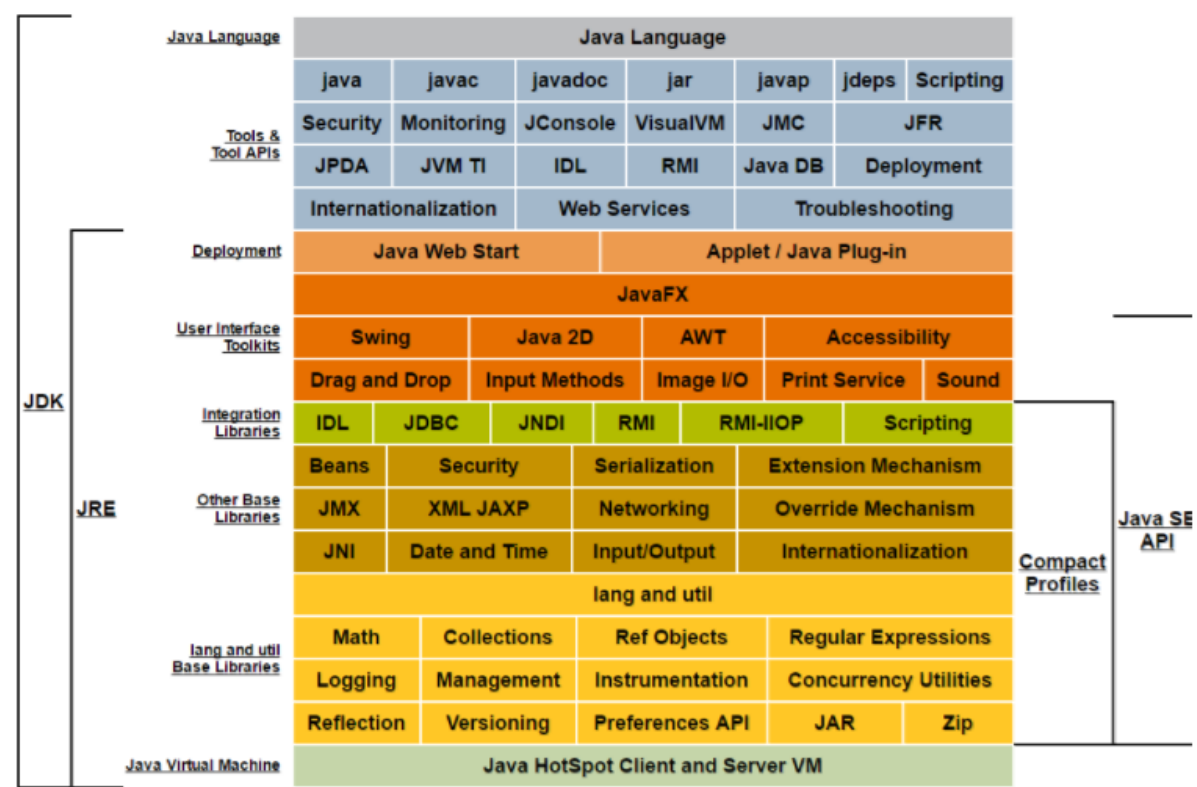 Java Language
Java Language
java javac javadoc jar javap jdeps Scripting
Security Monitoring JConsole VisualVM JMC JFR
Tools &
Tool APIs
JPDA JVM TI IDL RMI Java DB Deployment
Internationalization Web Services Troubleshooting
Deployment
Java Web Start Applet / Java Plug-in
JavaFX
User Interface
Toolkits
Swing Java 2D AWT Accessibility
Drag and Drop Input Methods Image I/O Print Service Sound
JDK
Integration
Libraries
IDL JDBC JNDI RMI RMI-IIOP Scripting
Beans Security Serialization Extension Mechanism
JRE
Other Base
Libraries
JMX XML JAXP Networking Override Mechanism
Java SE
API
JNI Date and Time Input/Output Internationalization
Compact
Profiles
lang and util
Math Collections Ref Objects Regular Expressions
lang and util
Base Libraries
Logging Management Instrumentation Concurrency Utilities
Reflection Versioning Preferences API JAR Zip
Java Virtual Machine
Java HotSpot Client and Server VM